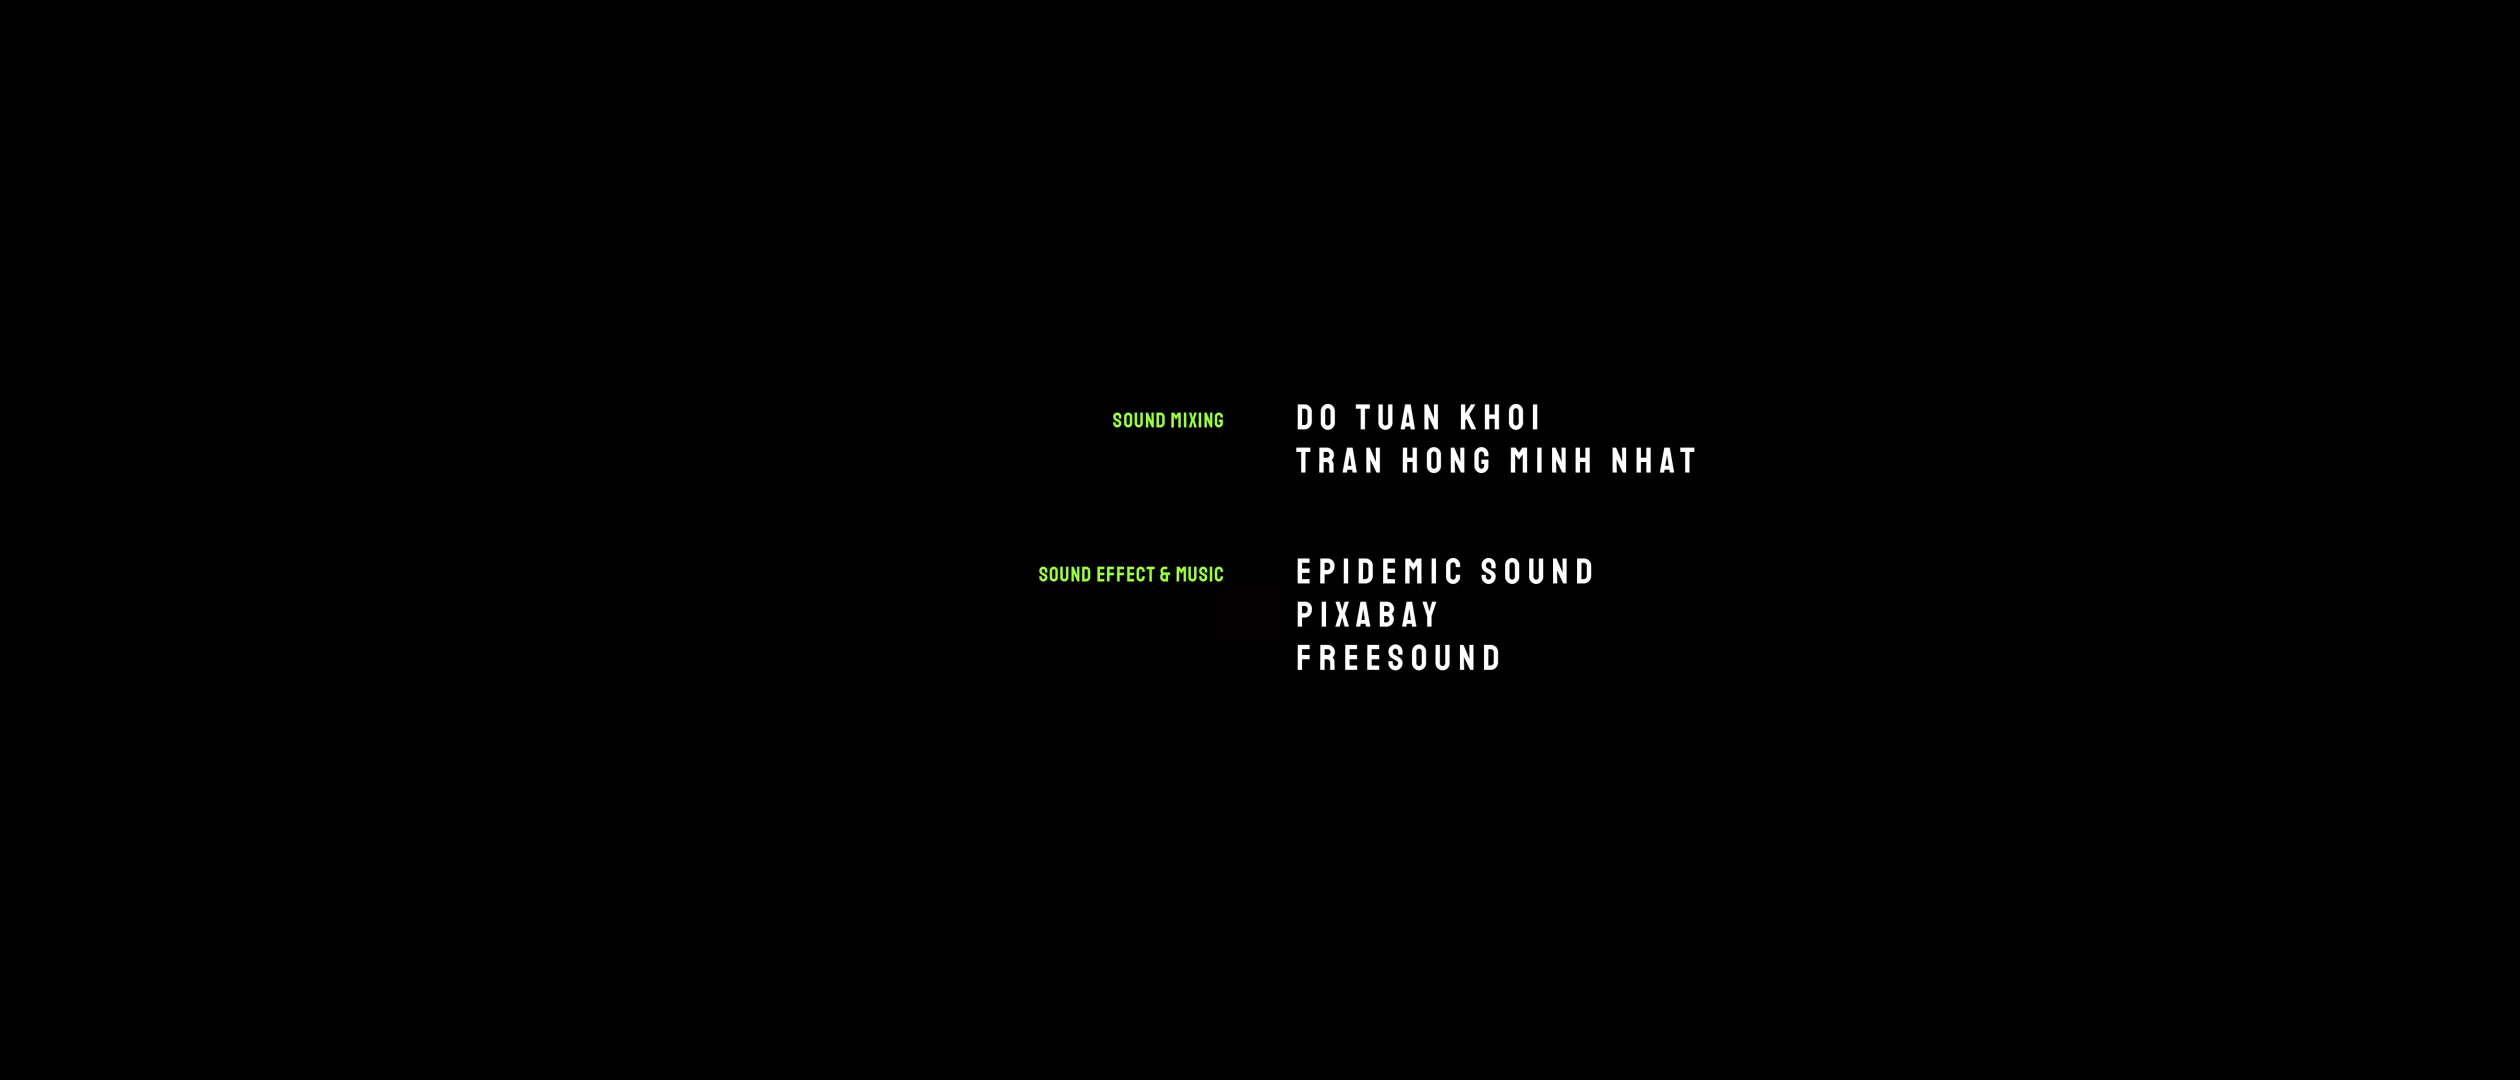 SOUND MIXING
DO TUAN KHOI
TRAN HONG MINH NHAT
SOUND EFFECT & MUSIC
EPIDEMIC SOUND
PIXABAY
FREESOUND